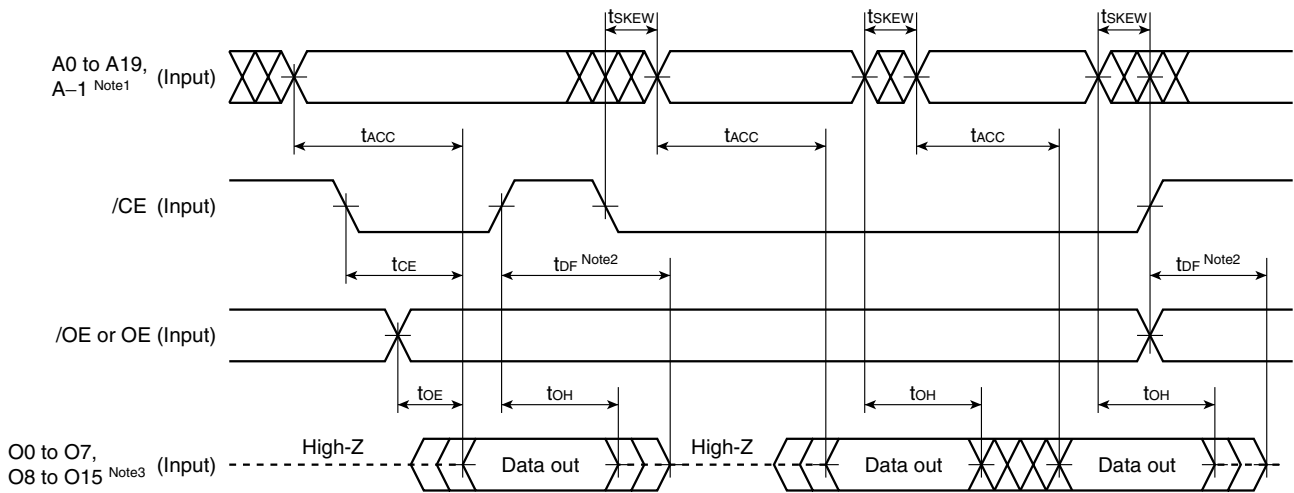 tSKEW tSKEW tSKEW
A0 to A19,
A–1 Note1 (Input)
tACC tACC tACC
/CE (Input)
tCE tDF Note2 tDF Note2
/OE or OE (Input)
tOE tOH tOH tOH
O0 to O7,
O8 to O15 Note3 (Input)
High-Z Data out High-Z Data out Data out